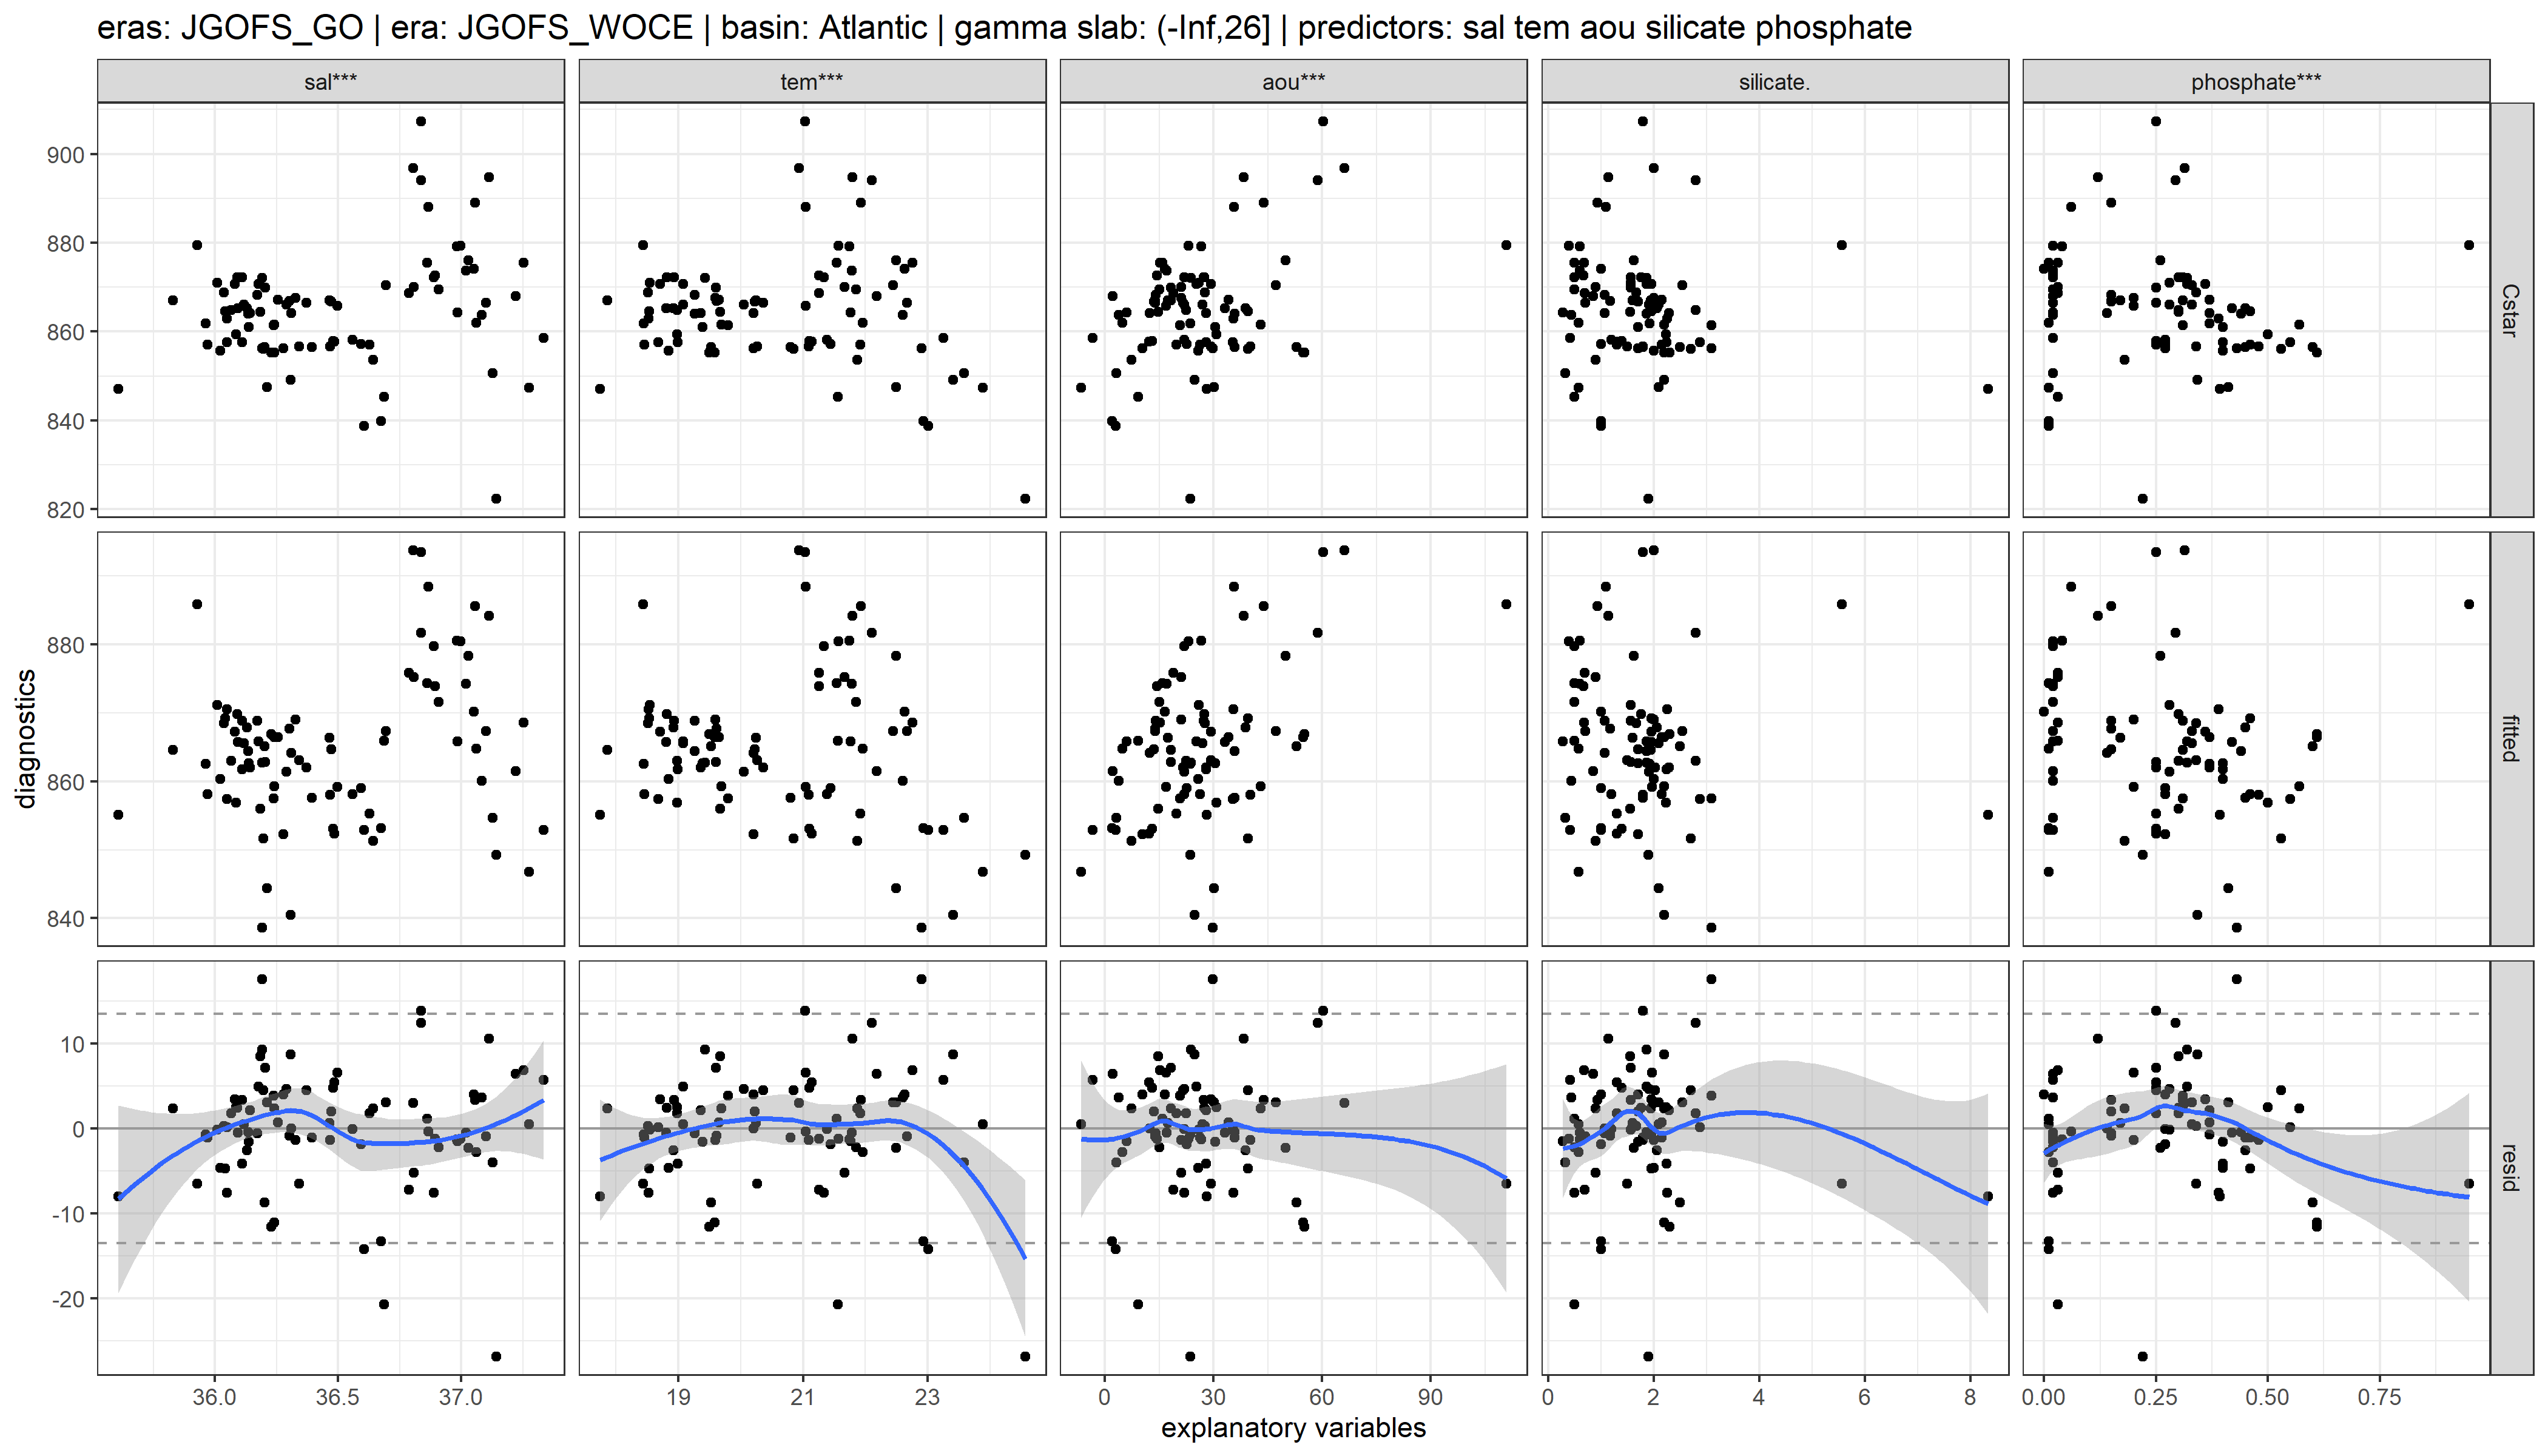 eras: JGOFS_GO | era: JGOFS_WOCE | basin: Atlantic | gamma slab: (-Inf,26] | predictors: sal tem aou silicate phosphate
sal*** tem*** aou*** silicate. phosphate***
900
880
860
840
820
Cstar
880
860
840
fitted
diagnostics
10
0
-10
-20
resid
36.0 36.5 37.0 19 21 23 0 30 60 90 0 2 4 6 8 0.00 0.25 0.50 0.75
explanatory variables